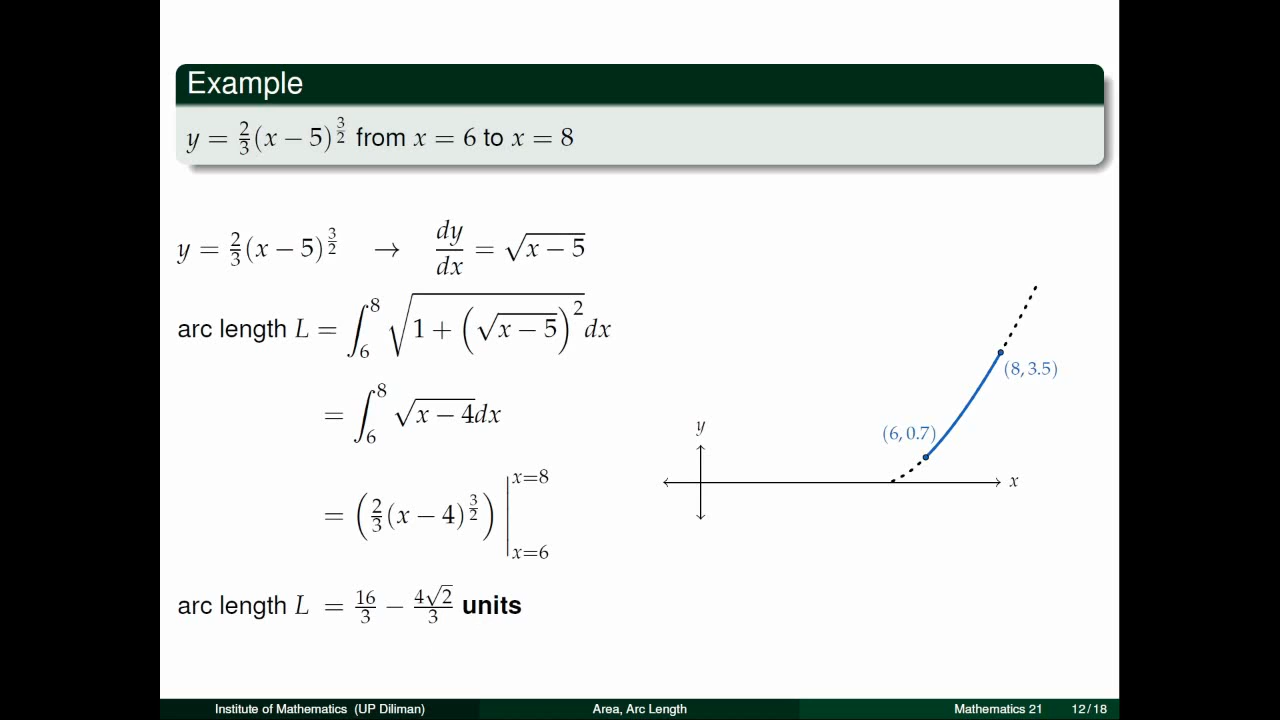 Example
y = 2/3(x − 5)^(3/2) from x = 6 to x = 8
y = 2/3(x − 5)^(3/2) → dy/dx = √(x − 5)
arc length L = ∫₆⁸ √(1 + (√(x − 5))²) dx
= ∫₆⁸ √(x − 4) dx
= (2/3(x − 4)^(3/2)) |_{x=6}^{x=8}
arc length L = 16/3 − 4√2/3 units
(8, 3.5)
(6, 0.7)
y
x
Institute of Mathematics (UP Diliman) Area, Arc Length Mathematics 21 12 / 18